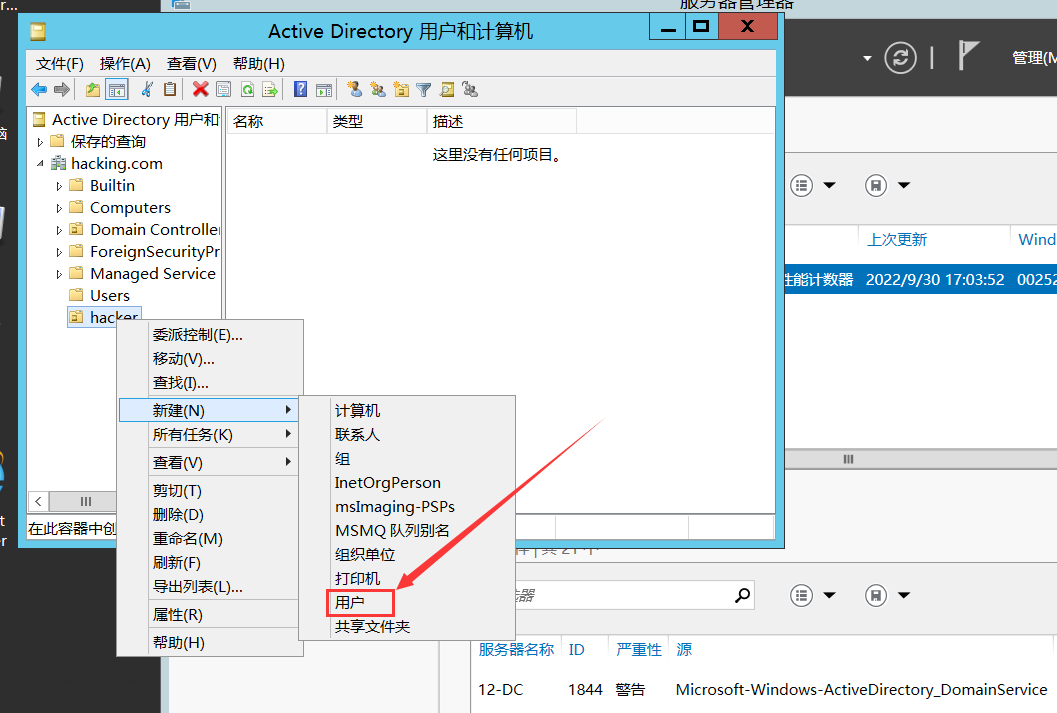 r...
服务器管理器
Active Directory 用户和计算机
文件(F) 操作(A) 查看(V) 帮助(H)
管理(M
Active Directory 用户和
保存的查询
hacking.com
Builtin
Computers
Domain Controlle
ForeignSecurityPr
Managed Service
Users
hacker
名称 类型 描述
这里没有任何项目。
上次更新 Wind
性能计数器 2022/9/30 17:03:52 00252
委派控制(E)...
移动(V)...
查找(I)...
新建(N)
所有任务(K)
查看(V)
剪切(T)
删除(D)
重命名(M)
刷新(F)
导出列表(L)...
属性(R)
帮助(H)
计算机
联系人
组
InetOrgPerson
msImaging-PSPs
MSMQ 队列别名
组织单位
打印机
用户
共享文件夹
在此容器中创
服务器名称 ID 严重性 源
12-DC 1844 警告 Microsoft-Windows-ActiveDirectory_DomainService